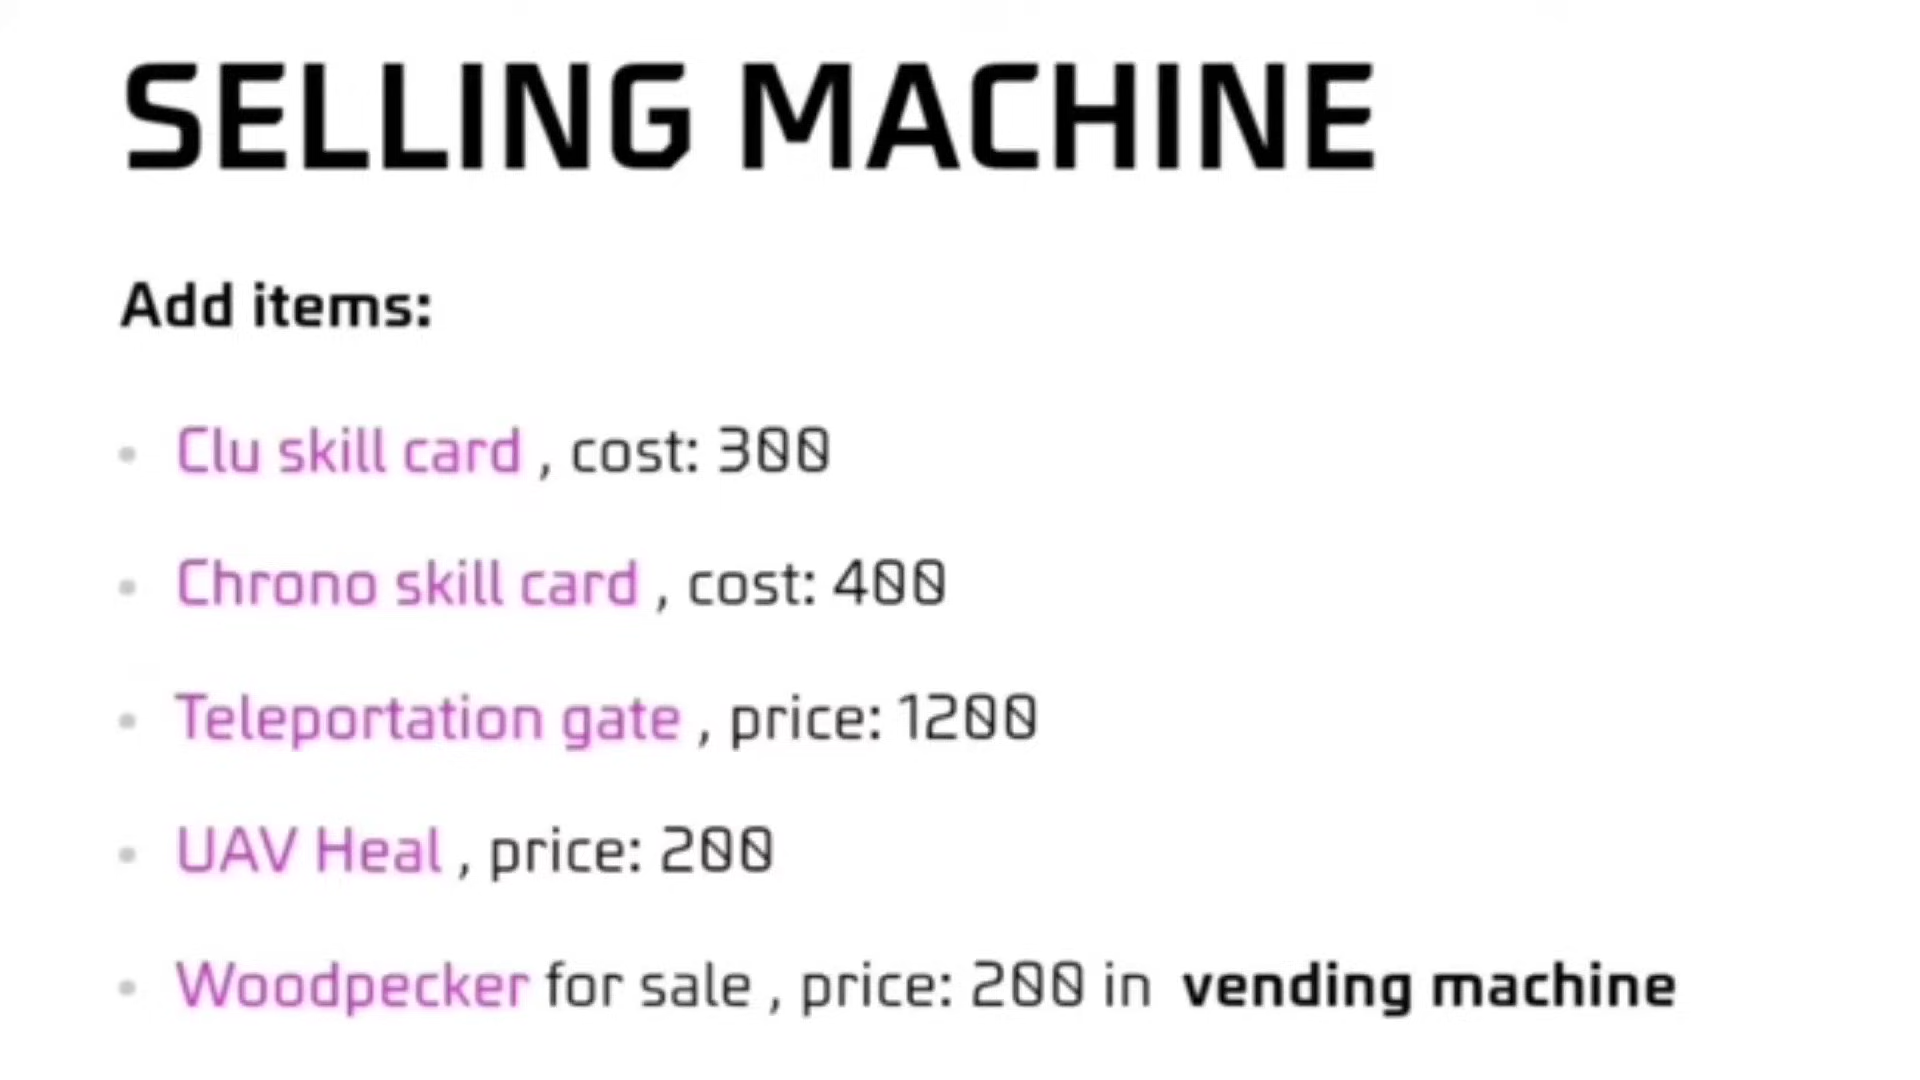 SELLING MACHINE
Add items:
Clu skill card , cost: 300
Chrono skill card , cost: 400
Teleportation gate , price: 1200
UAV Heal , price: 200
Woodpecker for sale , price: 200 in vending machine